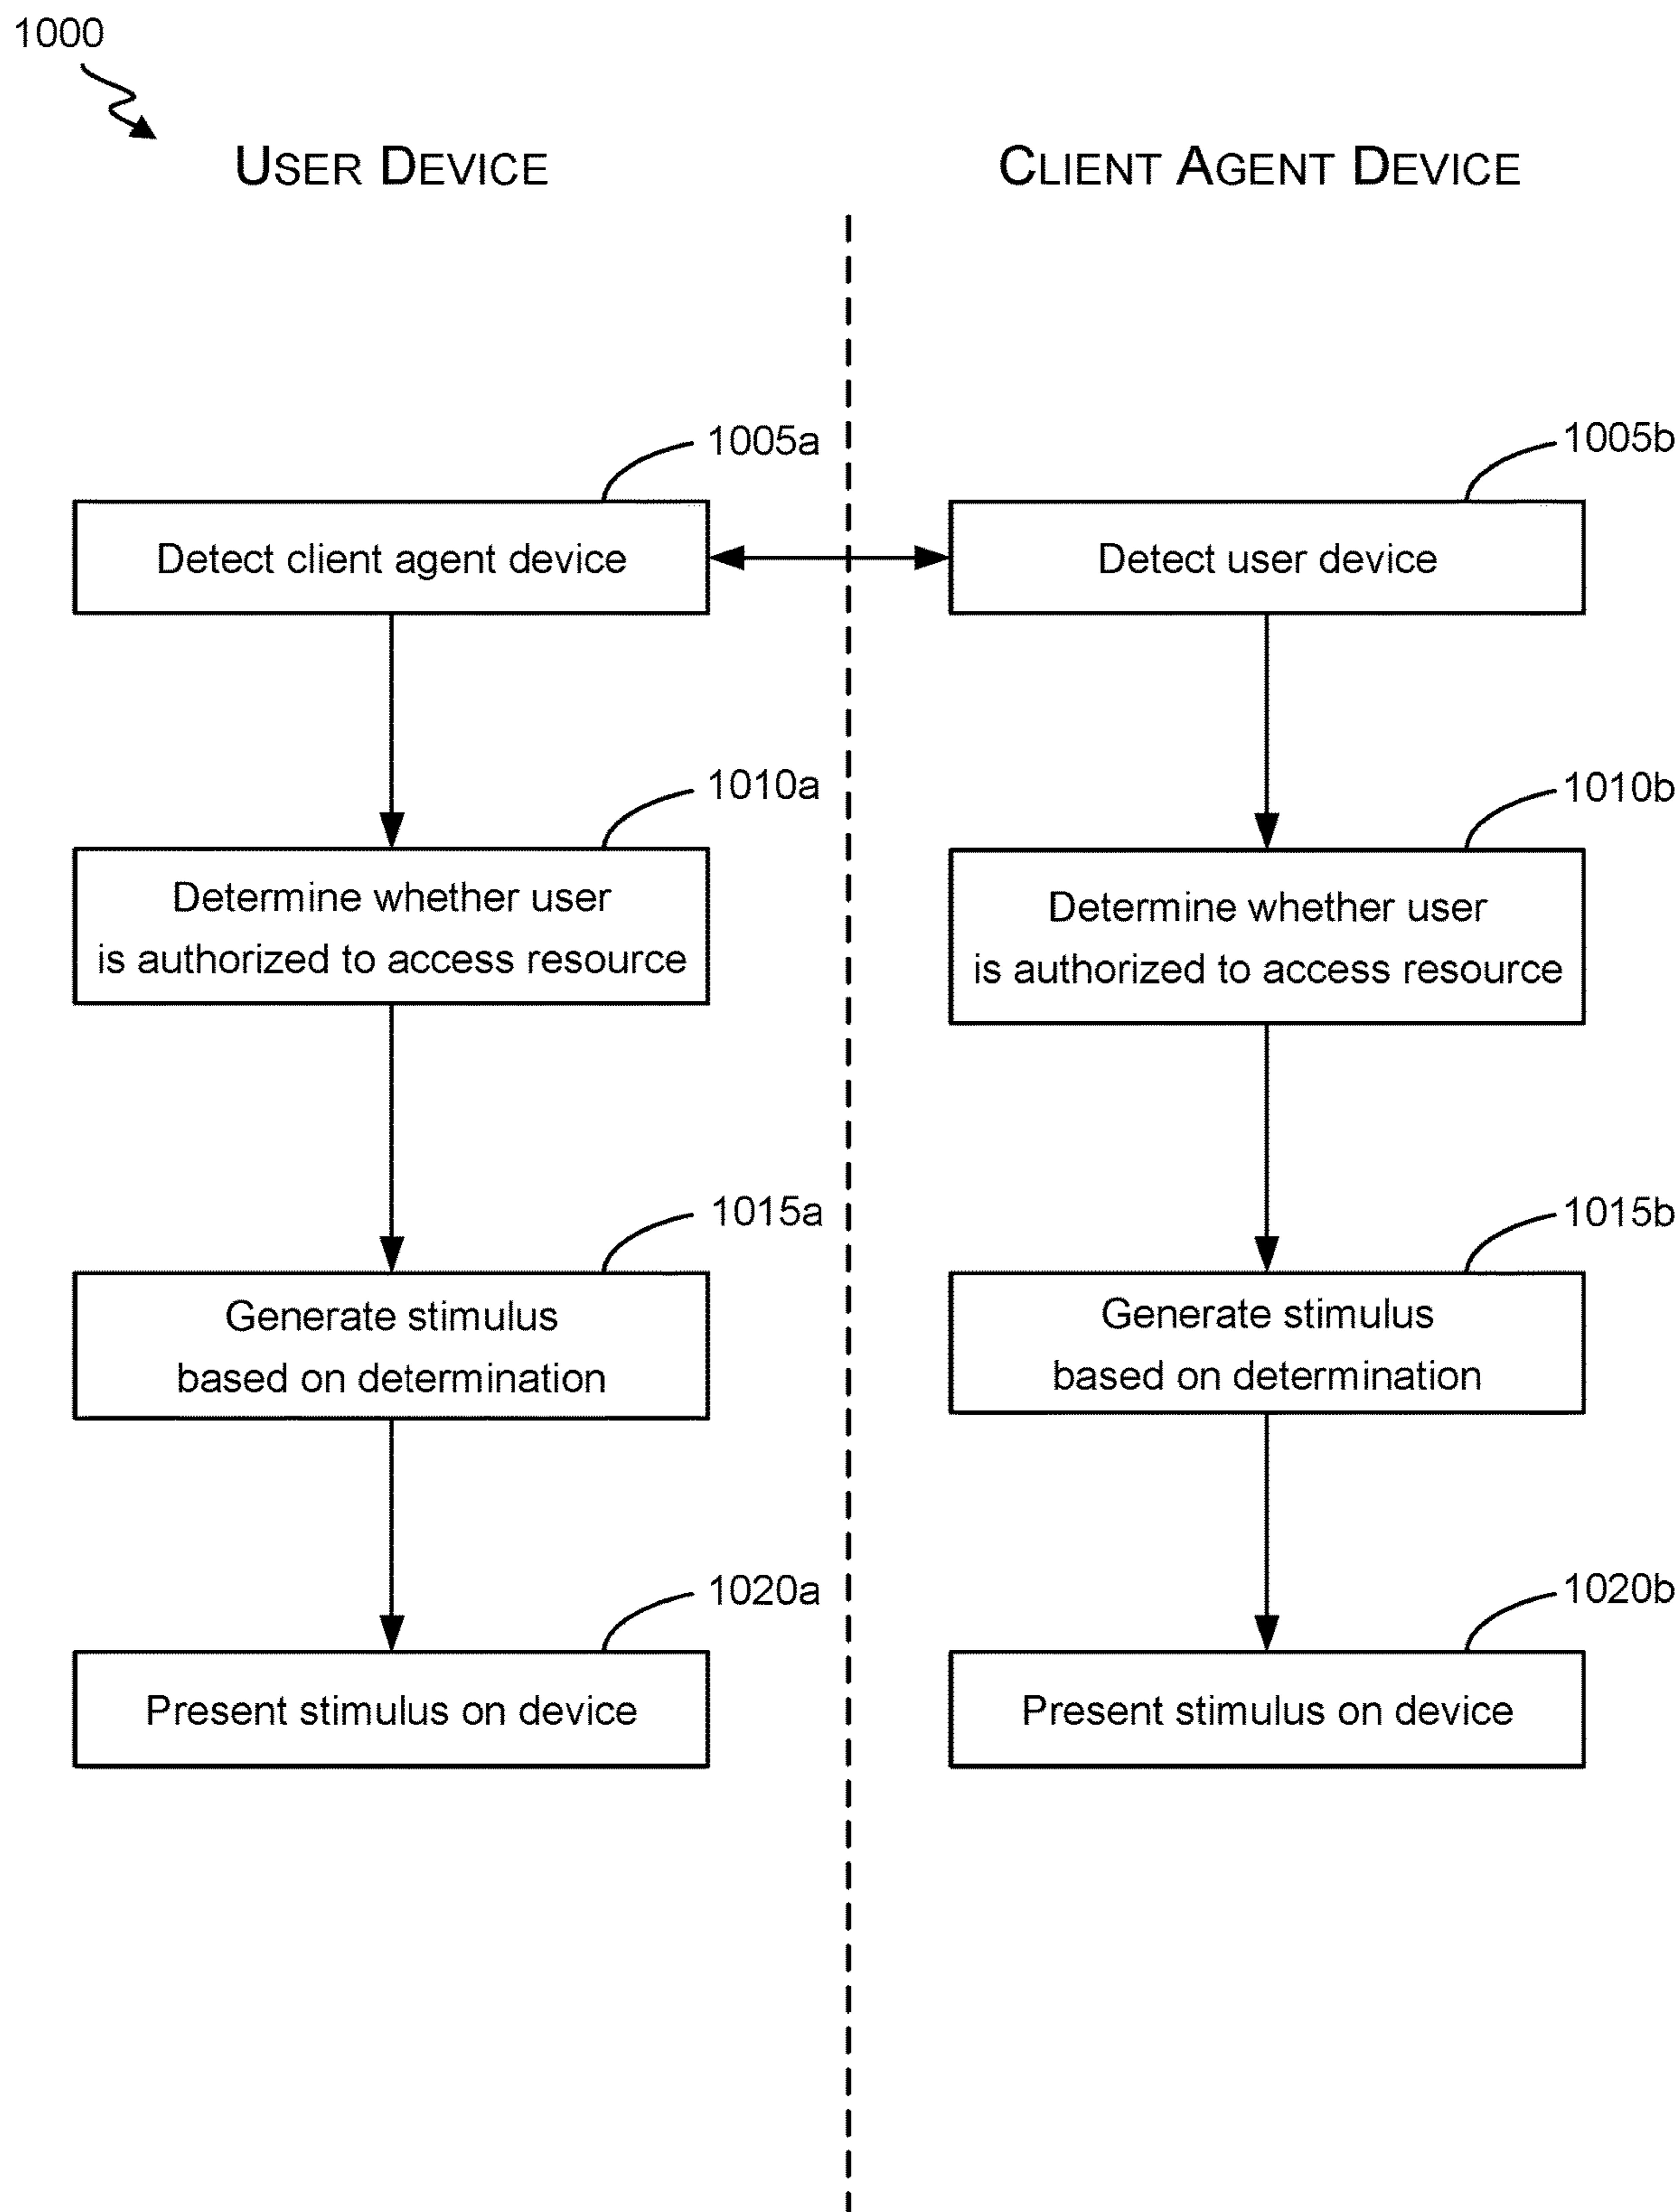 1000
USER DEVICE
CLIENT AGENT DEVICE
1005a
1005b
Detect client agent device
Detect user device
1010a
1010b
Determine whether user
is authorized to access resource
Determine whether user
is authorized to access resource
1015a
1015b
Generate stimulus
based on determination
Generate stimulus
based on determination
1020a
1020b
Present stimulus on device
Present stimulus on device